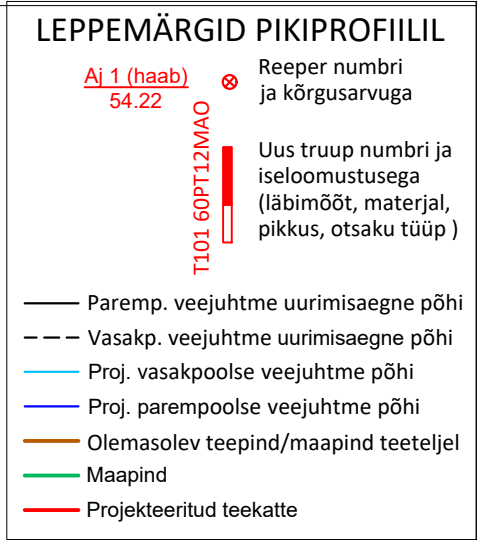 LEPPEMÄRGID PIKIPROFIILIL
Aj 1 (haab)
54.22
Reeper numbri
ja kõrgusarvuga
T101 60PT12MAO
Uus truup numbri ja
iseloomustusega
(läbimõõt, materjal,
pikkus, otsaku tüüp )
Paremp. veejuhtme uurimisaegne põhi
Vasakp. veejuhtme uurimisaegne põhi
Proj. vasakpoolse veejuhtme põhi
Proj. parempoolse veejuhtme põhi
Olemasolev teepind/maapind teeteljel
Maapind
Projekteeritud teekatte